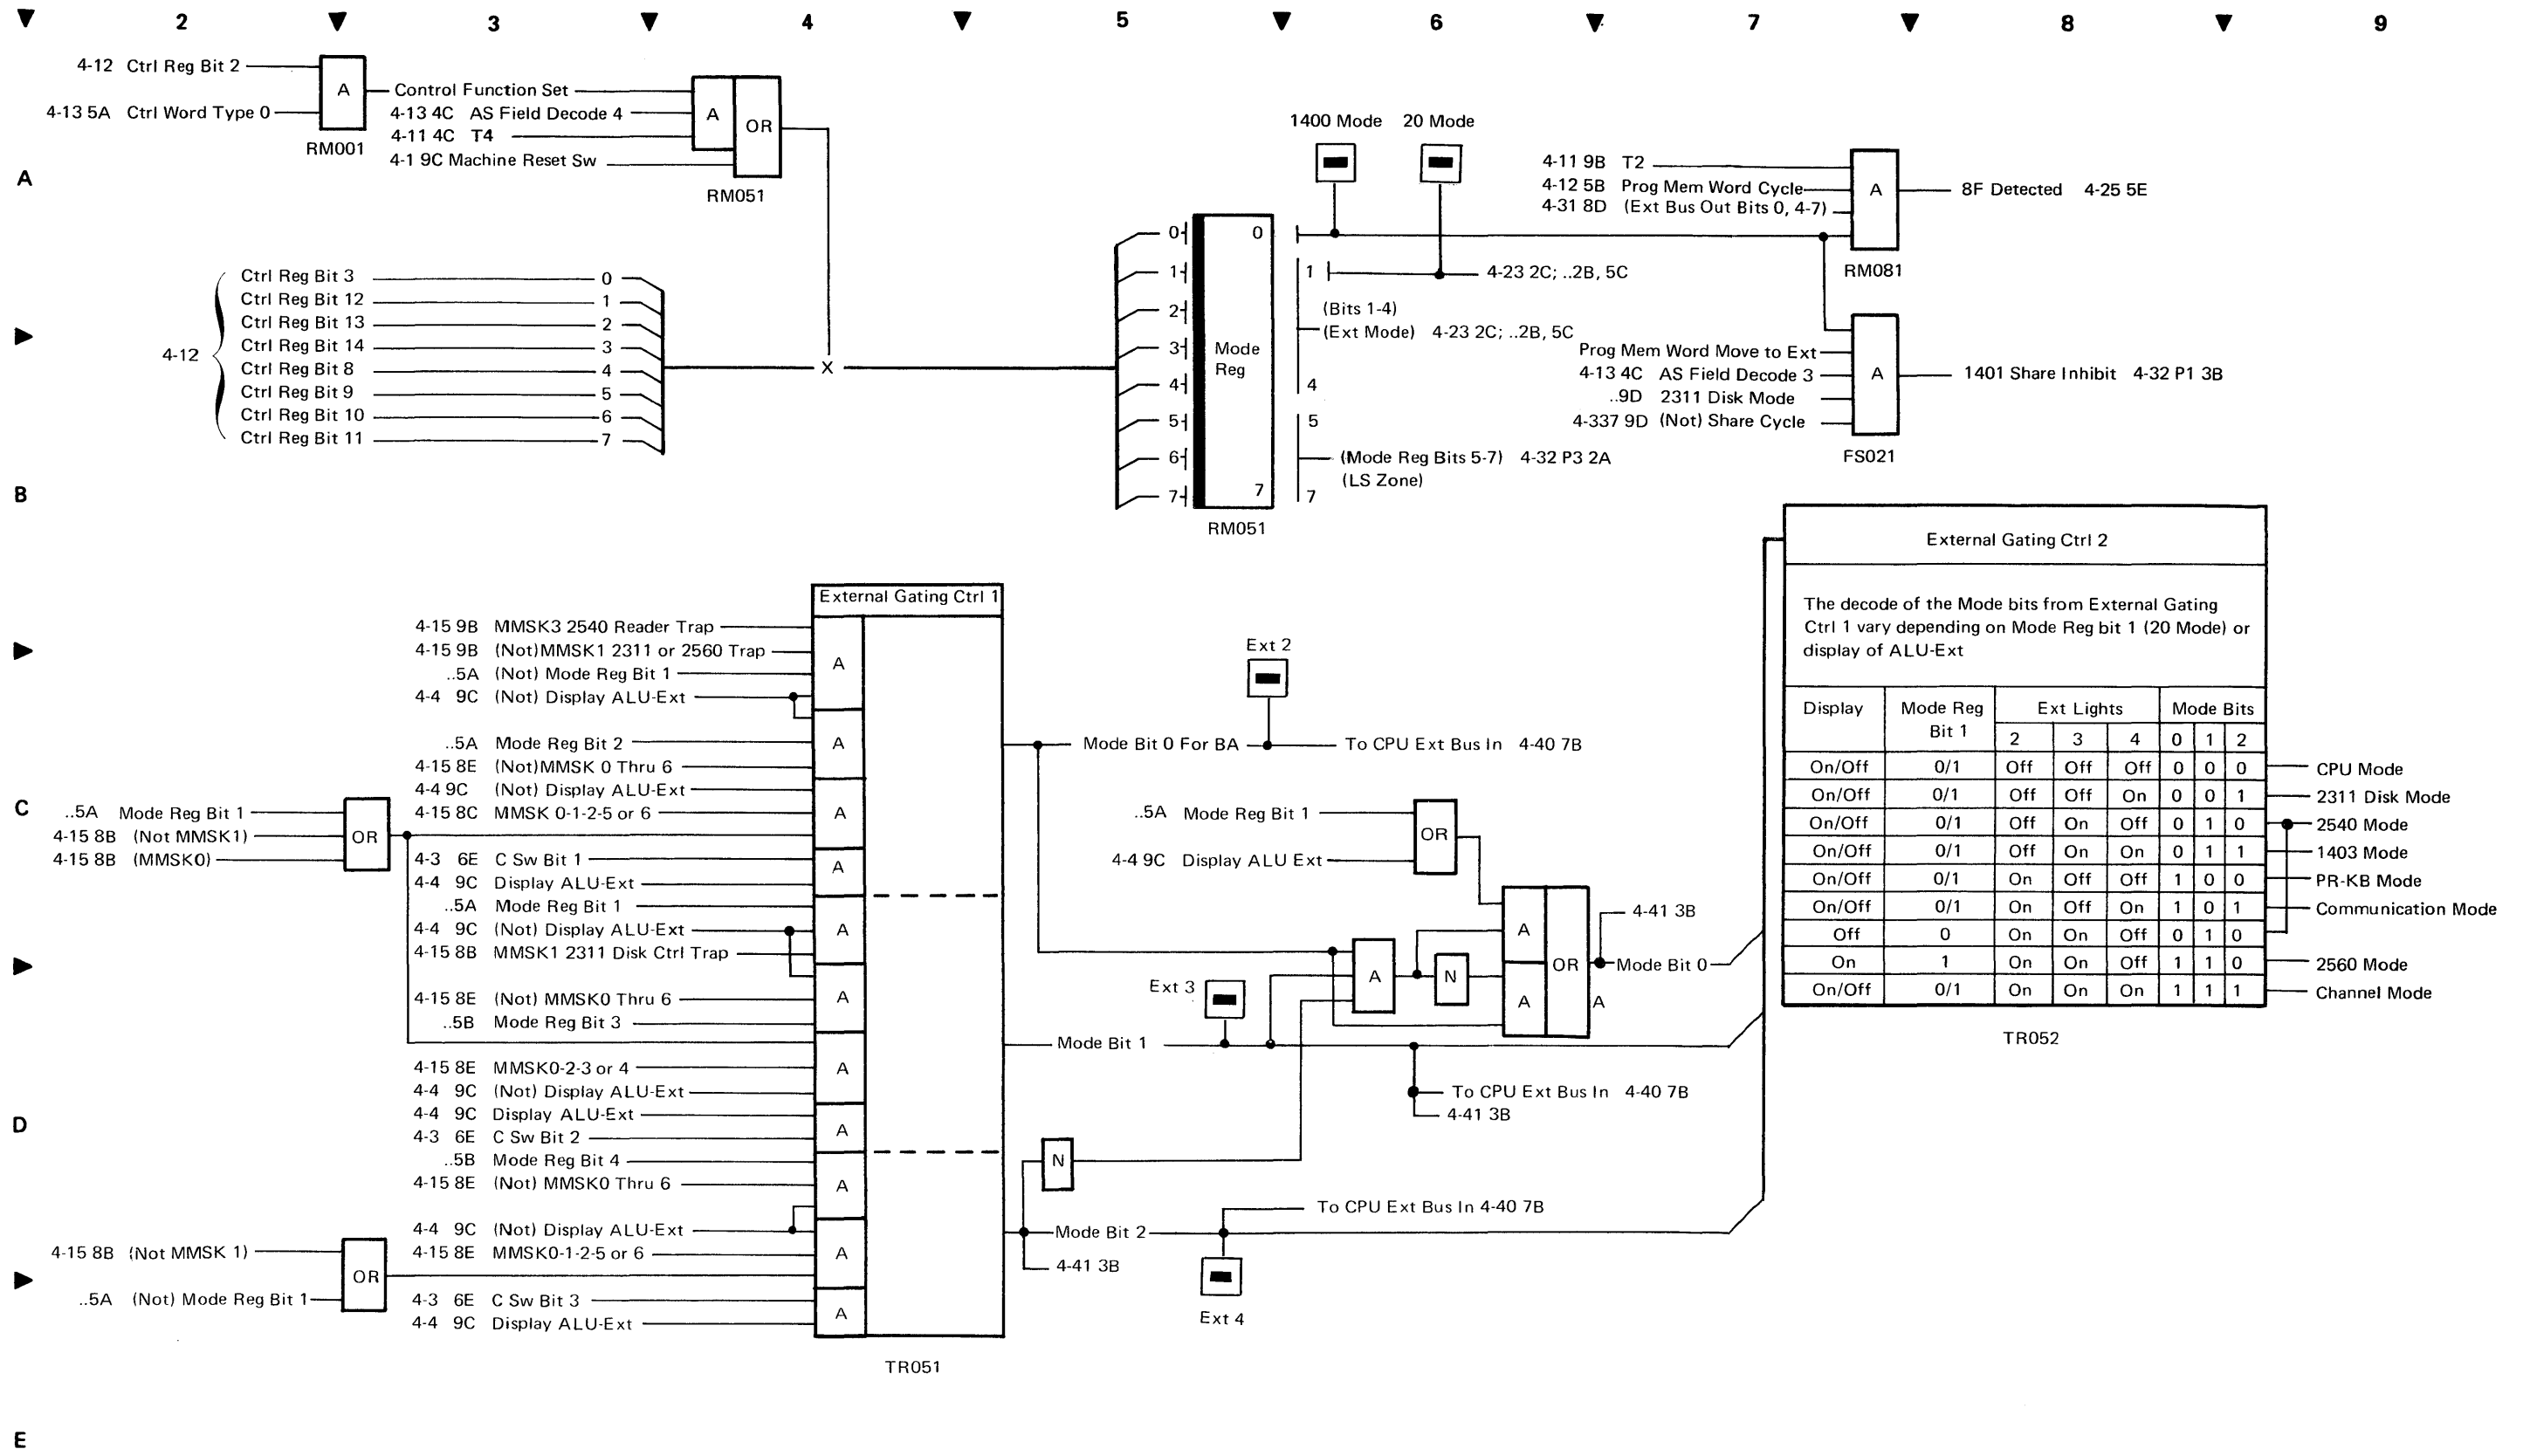 2 3 4 5 6 7 8 9
4-12 Ctrl Reg Bit 2
4-13 5A Ctrl Word Type 0
A
RM001
Control Function Set
4-13 4C AS Field Decode 4
4-11 4C T4
4-1 9C Machine Reset Sw
A
OR
RM051
1400 Mode 20 Mode
A
4-11 9B T2
4-12 5B Prog Mem Word Cycle
4-31 8D (Ext Bus Out Bits 0, 4-7)
A
8F Detected 4-25 5E
RM081
4-12
Ctrl Reg Bit 3 0
Ctrl Reg Bit 12 1
Ctrl Reg Bit 13 2
Ctrl Reg Bit 14 3
Ctrl Reg Bit 8 4
Ctrl Reg Bit 9 5
Ctrl Reg Bit 10 6
Ctrl Reg Bit 11 7
X
0
1
2
3
4
5
6
7
0
Mode
Reg
7
RM051
1 4-23 2C; ..2B, 5C
(Bits 1-4)
(Ext Mode) 4-23 2C; ..2B, 5C
4
5
(Mode Reg Bits 5-7) 4-32 P3 2A
(LS Zone)
7
Prog Mem Word Move to Ext
4-13 4C AS Field Decode 3
..9D 2311 Disk Mode
4-337 9D (Not) Share Cycle
A
1401 Share Inhibit 4-32 P1 3B
FS021
B
External Gating Ctrl 1
4-15 9B MMSK3 2540 Reader Trap
4-15 9B (Not)MMSK1 2311 or 2560 Trap
..5A (Not) Mode Reg Bit 1
4-4 9C (Not) Display ALU-Ext
A
..5A Mode Reg Bit 2
4-15 8E (Not)MMSK 0 Thru 6
A
4-4 9C (Not) Display ALU-Ext
4-15 8C MMSK 0-1-2-5 or 6
A
C
..5A Mode Reg Bit 1
4-15 8B (Not MMSK1)
4-15 8B (MMSK0)
OR
4-3 6E C Sw Bit 1
4-4 9C Display ALU-Ext
A
..5A Mode Reg Bit 1
4-4 9C (Not) Display ALU-Ext
4-15 8B MMSK1 2311 Disk Ctrl Trap
A
4-15 8E (Not) MMSK0 Thru 6
..5B Mode Reg Bit 3
A
4-15 8E MMSK0-2-3 or 4
4-4 9C (Not) Display ALU-Ext
A
4-4 9C Display ALU-Ext
4-3 6E C Sw Bit 2
A
D
..5B Mode Reg Bit 4
4-15 8E (Not) MMSK0 Thru 6
A
4-4 9C (Not) Display ALU-Ext
4-15 8E MMSK0-1-2-5 or 6
A
4-15 8B (Not MMSK 1)
..5A (Not) Mode Reg Bit 1
OR
4-3 6E C Sw Bit 3
4-4 9C Display ALU-Ext
A
TR051
Ext 2
Mode Bit 0 For BA
To CPU Ext Bus In 4-40 7B
..5A Mode Reg Bit 1
4-4 9C Display ALU Ext
OR
A
N
A
A
OR
A
4-41 3B
Mode Bit 0
Ext 3
Mode Bit 1
To CPU Ext Bus In 4-40 7B
4-41 3B
N
To CPU Ext Bus In 4-40 7B
Mode Bit 2
4-41 3B
Ext 4
External Gating Ctrl 2
The decode of the Mode bits from External Gating
Ctrl 1 vary depending on Mode Reg bit 1 (20 Mode) or
display of ALU-Ext
Display Mode Reg Ext Lights Mode Bits
Bit 1
2 3 4 0 1 2
On/Off 0/1 Off Off Off 0 0 0 CPU Mode
On/Off 0/1 Off Off On 0 0 1 2311 Disk Mode
On/Off 0/1 Off On Off 0 1 0 2540 Mode
On/Off 0/1 Off On On 0 1 1 1403 Mode
On/Off 0/1 On Off Off 1 0 0 PR-KB Mode
On/Off 0/1 On Off On 1 0 1 Communication Mode
Off 0 On On Off 0 1 0
On 1 On On Off 1 1 0 2560 Mode
On/Off 0/1 On On On 1 1 1 Channel Mode
TR052
E